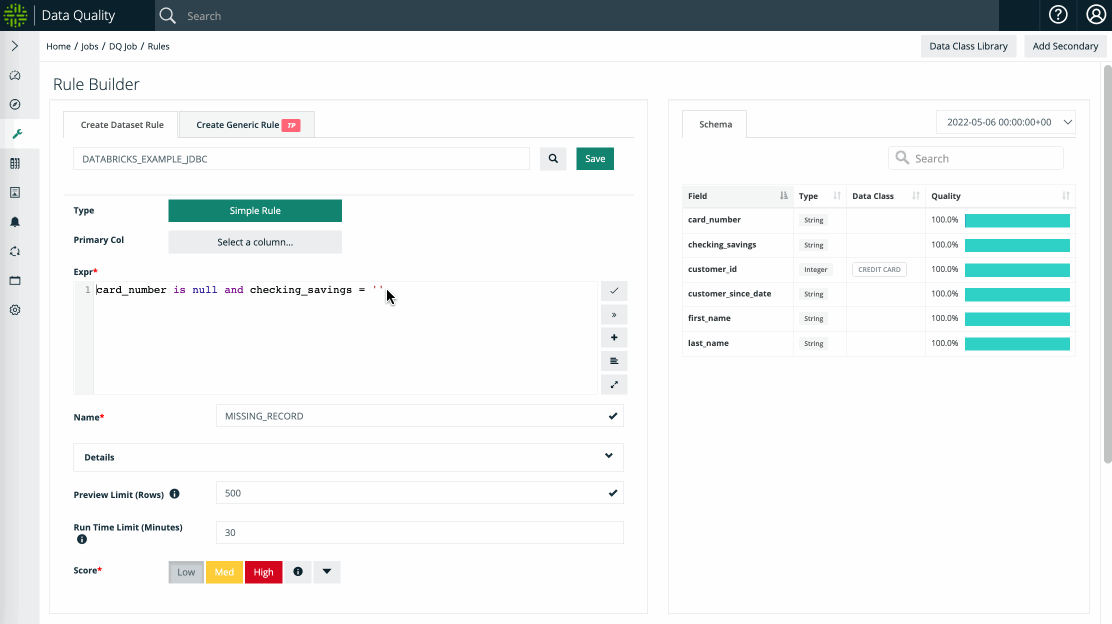 Data Quality
Search
Home / Jobs / DQ Job / Rules
Data Class Library
Add Secondary
Rule Builder
Create Dataset Rule
Create Generic Rule TP
DATABRICKS_EXAMPLE_JDBC
Save
Type
Simple Rule
Primary Col
Select a column...
Expr*
1 card_number is null and checking_savings = ''
Name*
MISSING_RECORD
Details
Preview Limit (Rows)
500
Run Time Limit (Minutes)
30
Score*
Low Med High
Schema
2022-05-06 00:00:00+00
Search
Field Type Data Class Quality
card_number String 100.0%
checking_savings String 100.0%
customer_id Integer CREDIT CARD 100.0%
customer_since_date String 100.0%
first_name String 100.0%
last_name String 100.0%